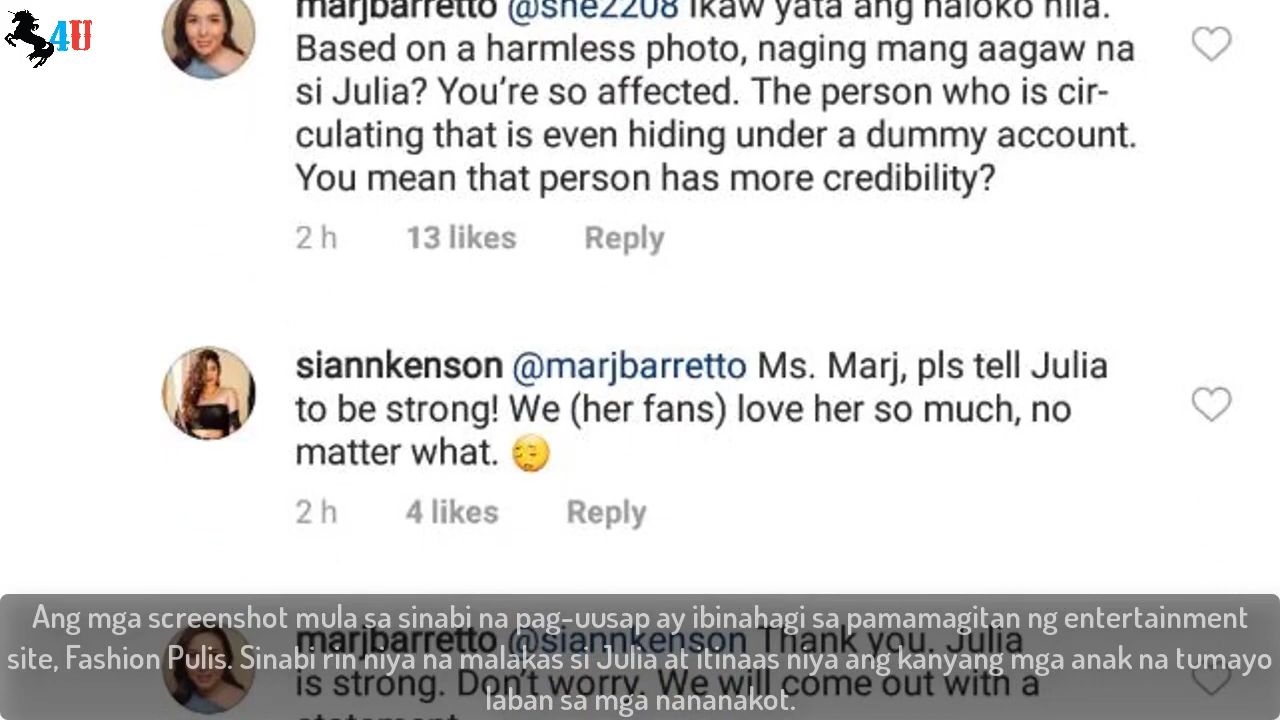 4U
marjbarretto @she2208 Ikaw yata ang naloko nila.
Based on a harmless photo, naging mang aagaw na
si Julia? You’re so affected. The person who is cir-
culating that is even hiding under a dummy account.
You mean that person has more credibility?
2 h 13 likes Reply
siannkenson @marjbarretto Ms. Marj, pls tell Julia
to be strong! We (her fans) love her so much, no
matter what. 😔
2 h 4 likes Reply
marjbarretto @siannkenson Thank you. Julia
is strong. Don’t worry. We will come out with a
statement.
Ang mga screenshot mula sa sinabi na pag-uusap ay ibinahagi sa pamamagitan ng entertainment
site, Fashion Pulis. Sinabi rin niya na malakas si Julia at itinaas niya ang kanyang mga anak na tumayo
laban sa mga nananakot.